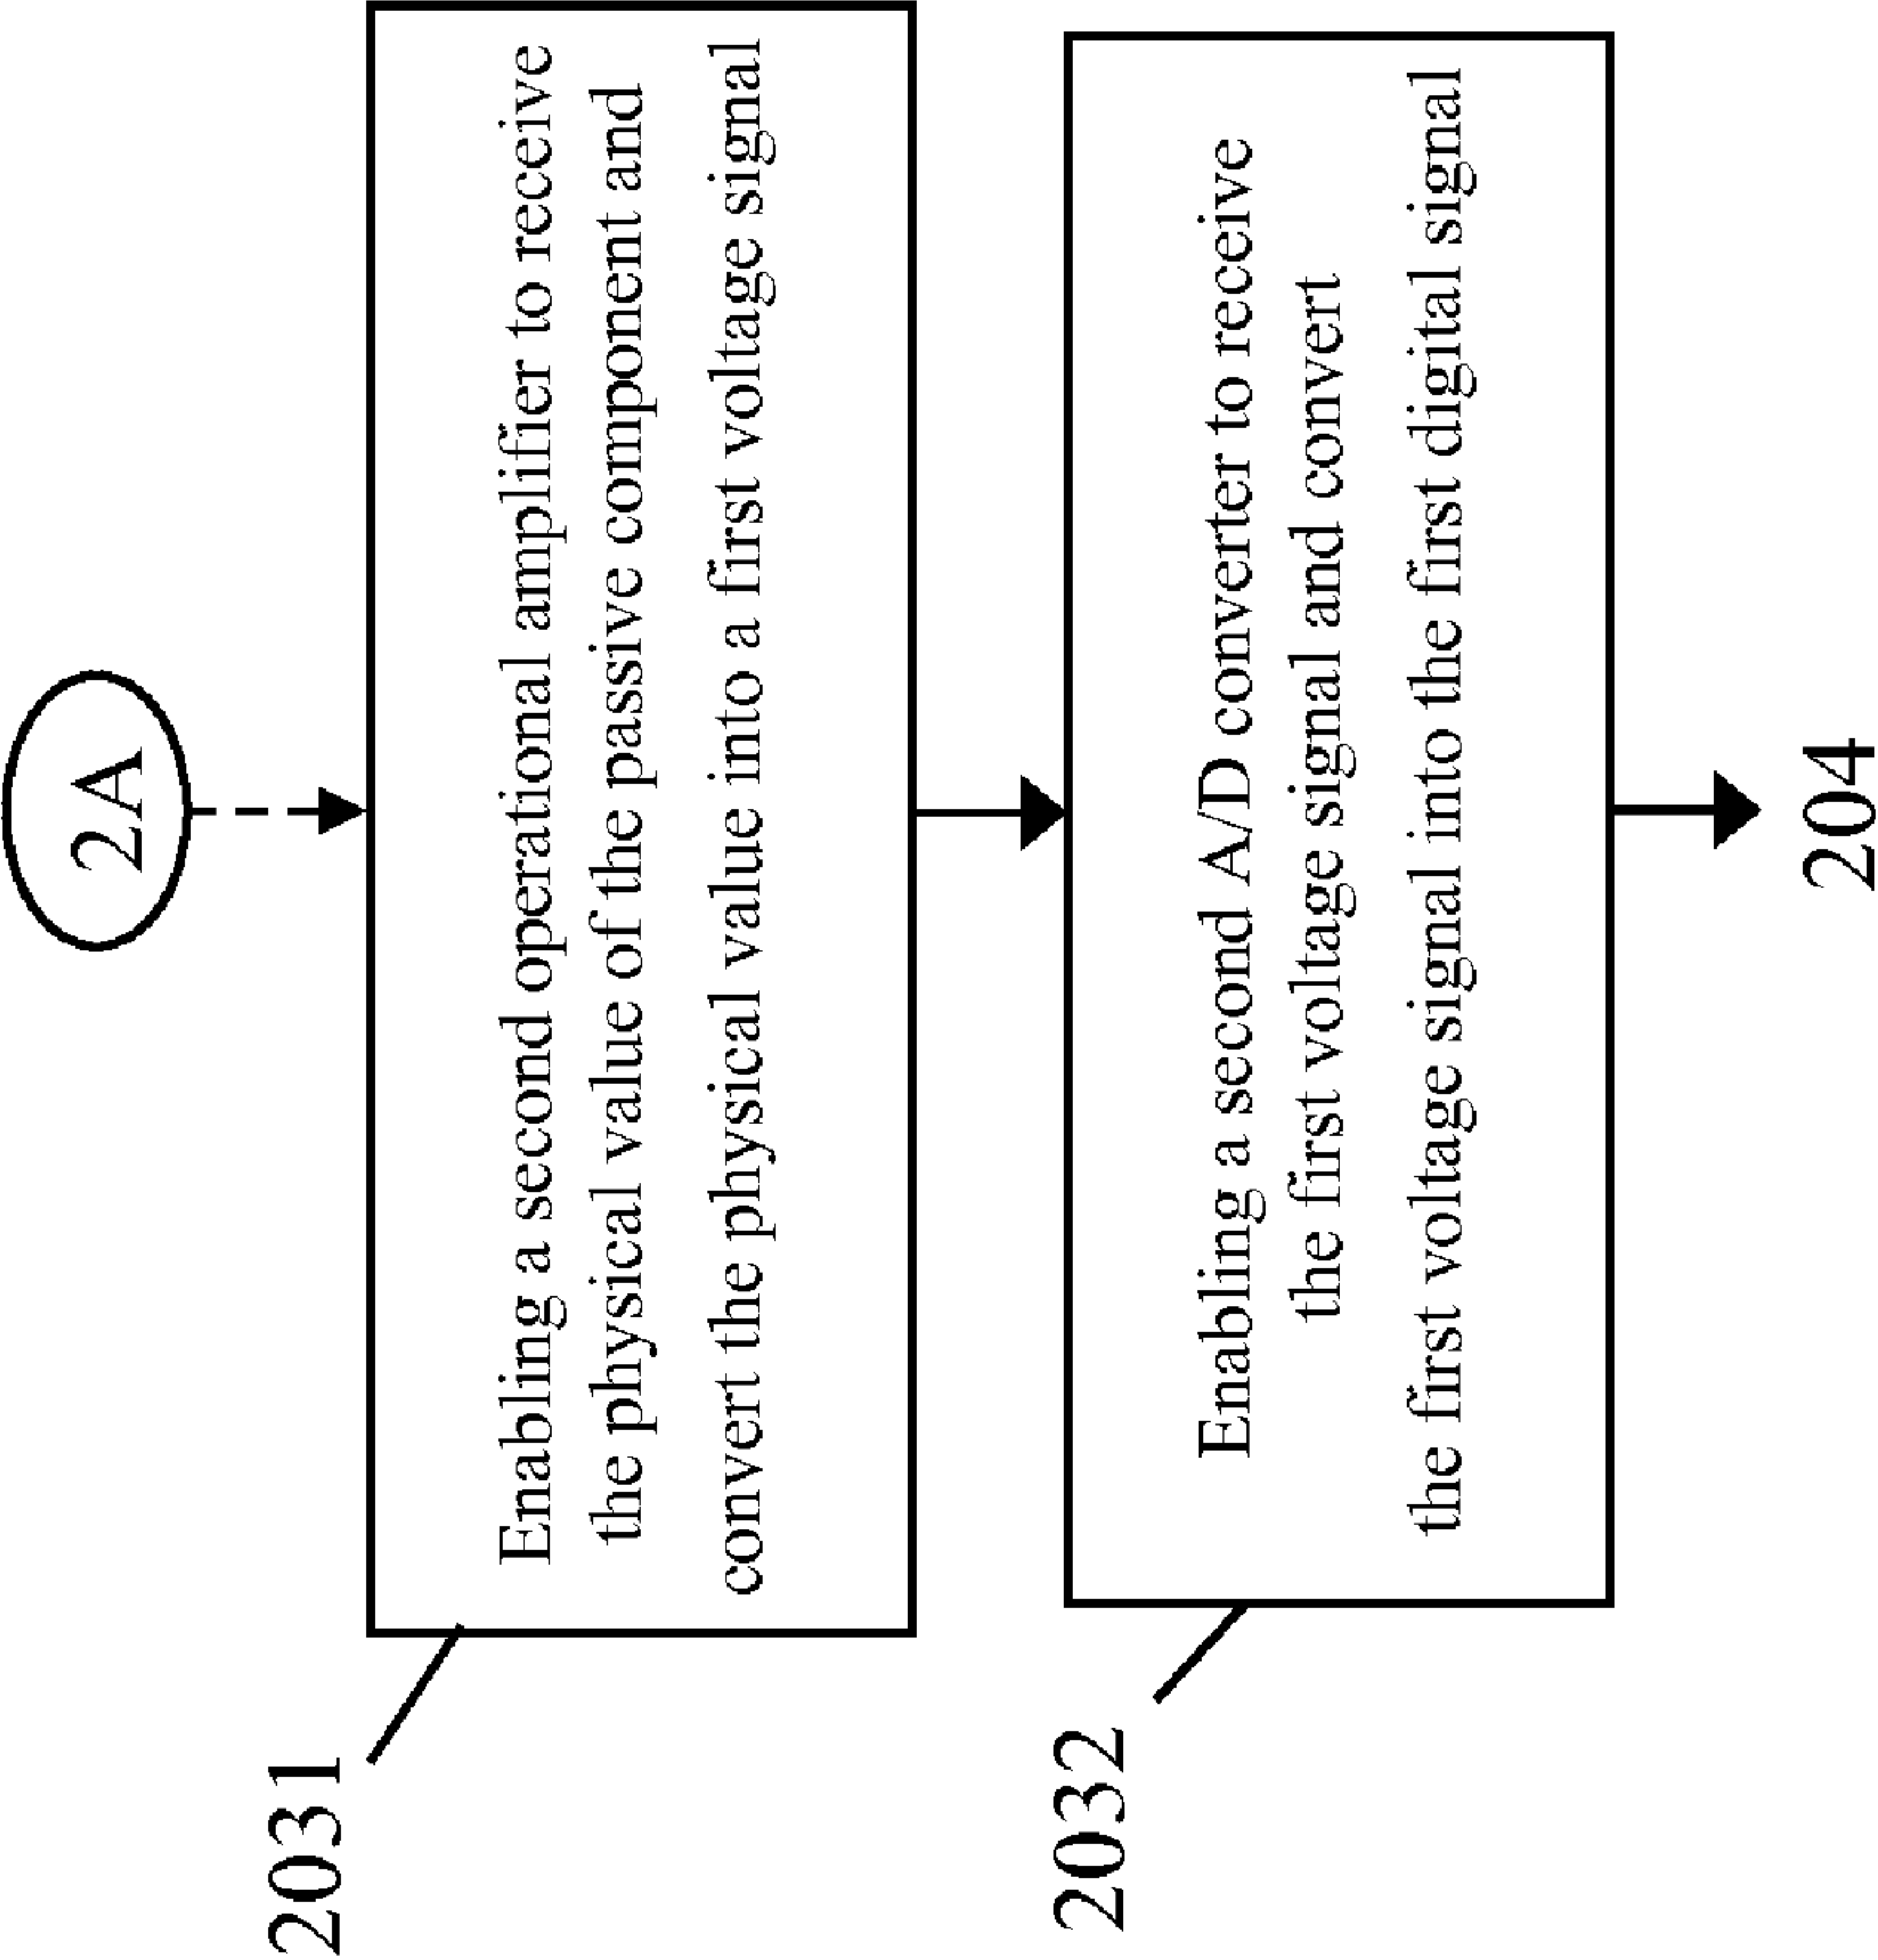 2A
2031
Enabling a second operational amplifier to receive
the physical value of the passive component and
convert the physical value into a first voltage signal
2032
Enabling a second A/D converter to receive
the first voltage signal and convert
the first voltage signal into the first digital signal
204